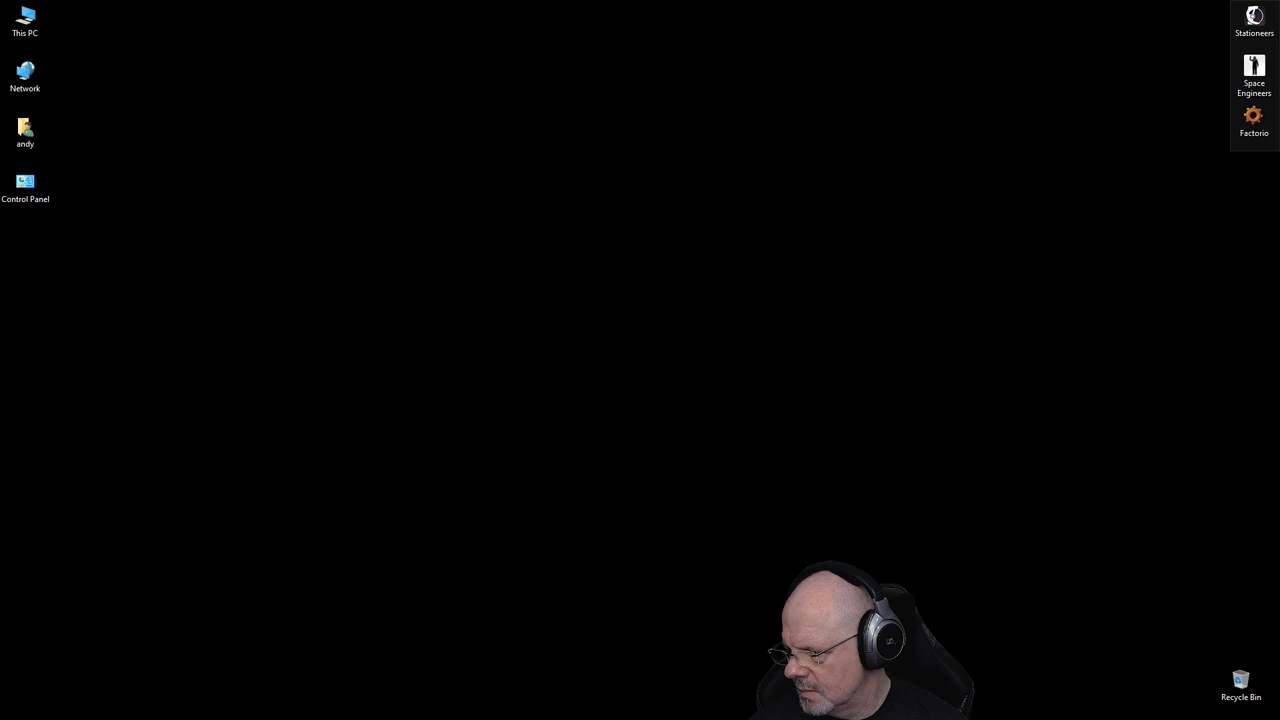 This PC
Network
andy
Control Panel
Stationeers
Space
Engineers
Factorio
Recycle Bin